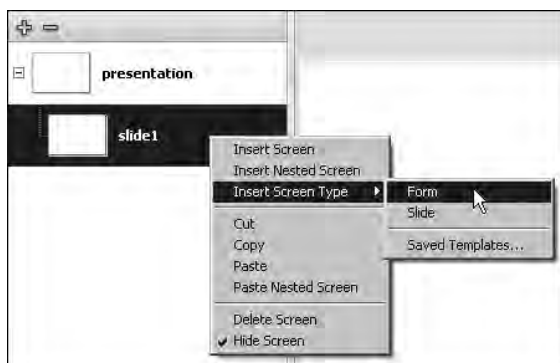 presentation
slide1
Insert Screen
Insert Nested Screen
Insert Screen Type
Form
Slide
Saved Templates...
Cut
Copy
Paste
Paste Nested Screen
Delete Screen
Hide Screen